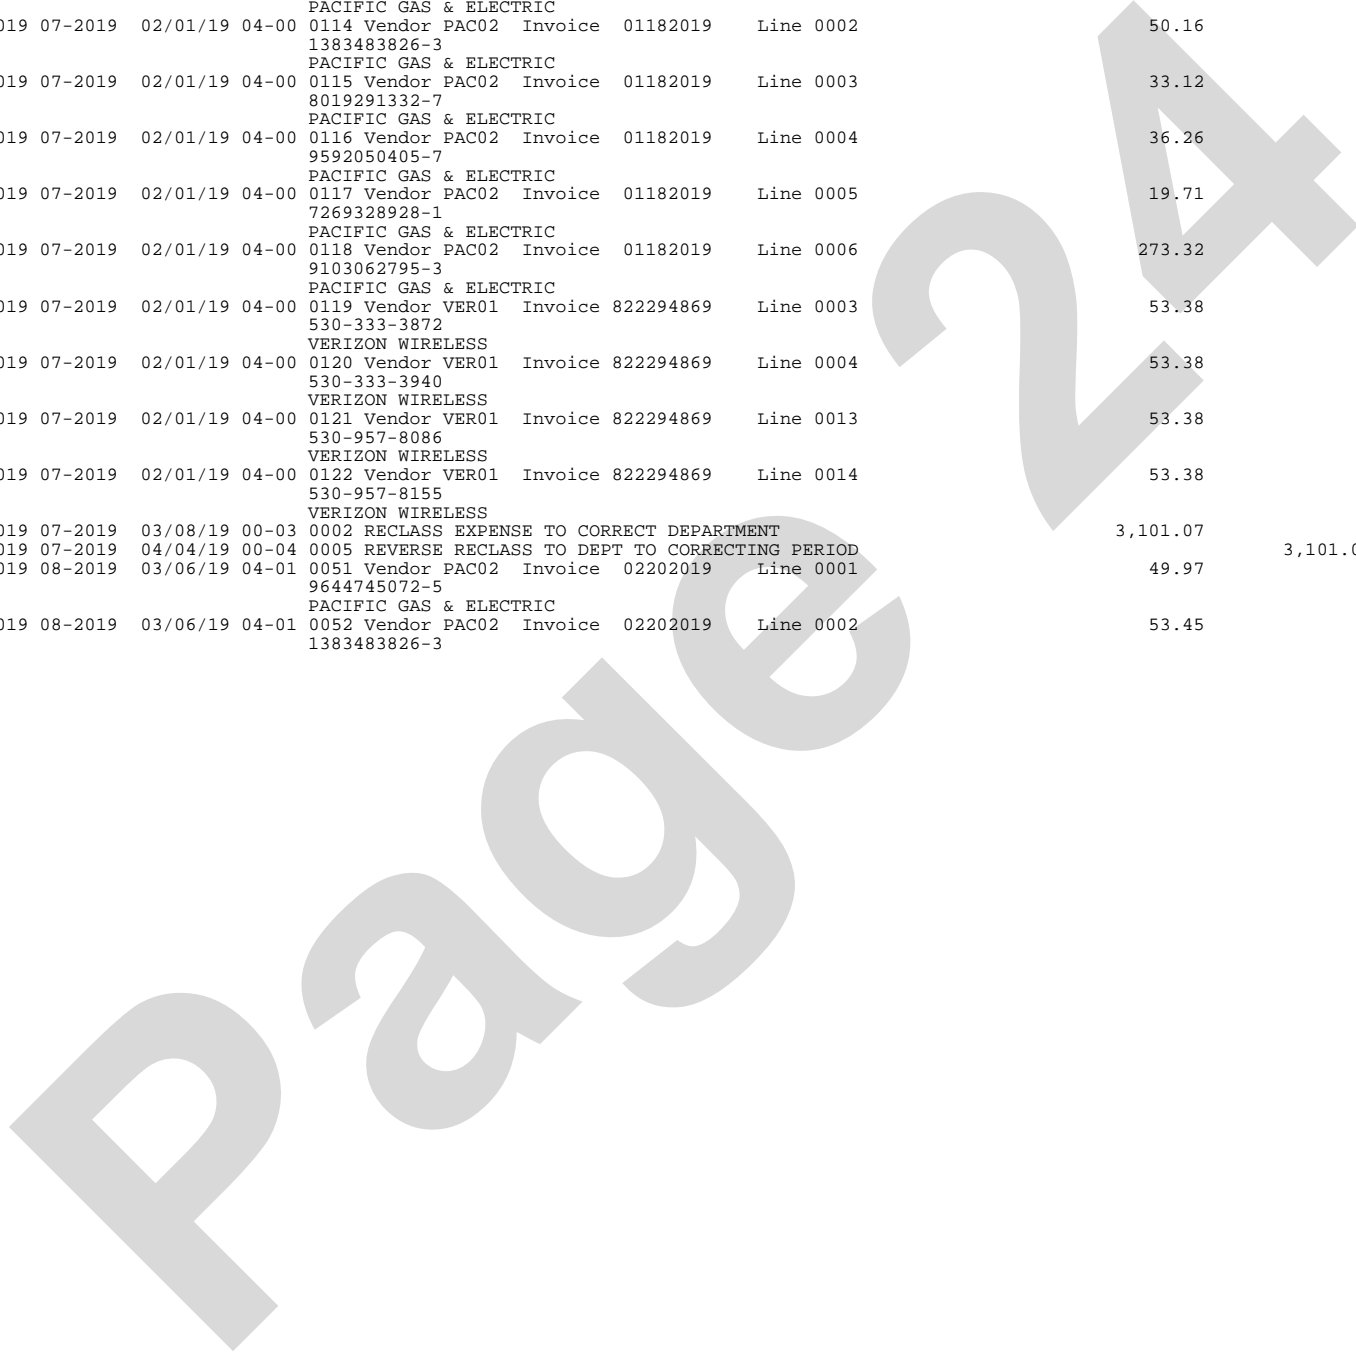 PACIFIC GAS & ELECTRIC
019 07-2019 02/01/19 04-00 0114 Vendor PAC02 Invoice 01182019 Line 0002 50.16
1383483826-3
PACIFIC GAS & ELECTRIC
019 07-2019 02/01/19 04-00 0115 Vendor PAC02 Invoice 01182019 Line 0003 33.12
8019291332-7
PACIFIC GAS & ELECTRIC
019 07-2019 02/01/19 04-00 0116 Vendor PAC02 Invoice 01182019 Line 0004 36.26
9592050405-7
PACIFIC GAS & ELECTRIC
019 07-2019 02/01/19 04-00 0117 Vendor PAC02 Invoice 01182019 Line 0005 19.71
7269328928-1
PACIFIC GAS & ELECTRIC
019 07-2019 02/01/19 04-00 0118 Vendor PAC02 Invoice 01182019 Line 0006 273.32
9103062795-3
PACIFIC GAS & ELECTRIC
019 07-2019 02/01/19 04-00 0119 Vendor VER01 Invoice 822294869 Line 0003 53.38
530-333-3872
VERIZON WIRELESS
019 07-2019 02/01/19 04-00 0120 Vendor VER01 Invoice 822294869 Line 0004 53.38
530-333-3940
VERIZON WIRELESS
019 07-2019 02/01/19 04-00 0121 Vendor VER01 Invoice 822294869 Line 0013 53.38
530-957-8086
VERIZON WIRELESS
019 07-2019 02/01/19 04-00 0122 Vendor VER01 Invoice 822294869 Line 0014 53.38
530-957-8155
VERIZON WIRELESS
019 07-2019 03/08/19 00-03 0002 RECLASS EXPENSE TO CORRECT DEPARTMENT 3,101.07
019 07-2019 04/04/19 00-04 0005 REVERSE RECLASS TO DEPT TO CORRECTING PERIOD 3,101.0
019 08-2019 03/06/19 04-01 0051 Vendor PAC02 Invoice 02202019 Line 0001 49.97
9644745072-5
PACIFIC GAS & ELECTRIC
019 08-2019 03/06/19 04-01 0052 Vendor PAC02 Invoice 02202019 Line 0002 53.45
1383483826-3
Page 24